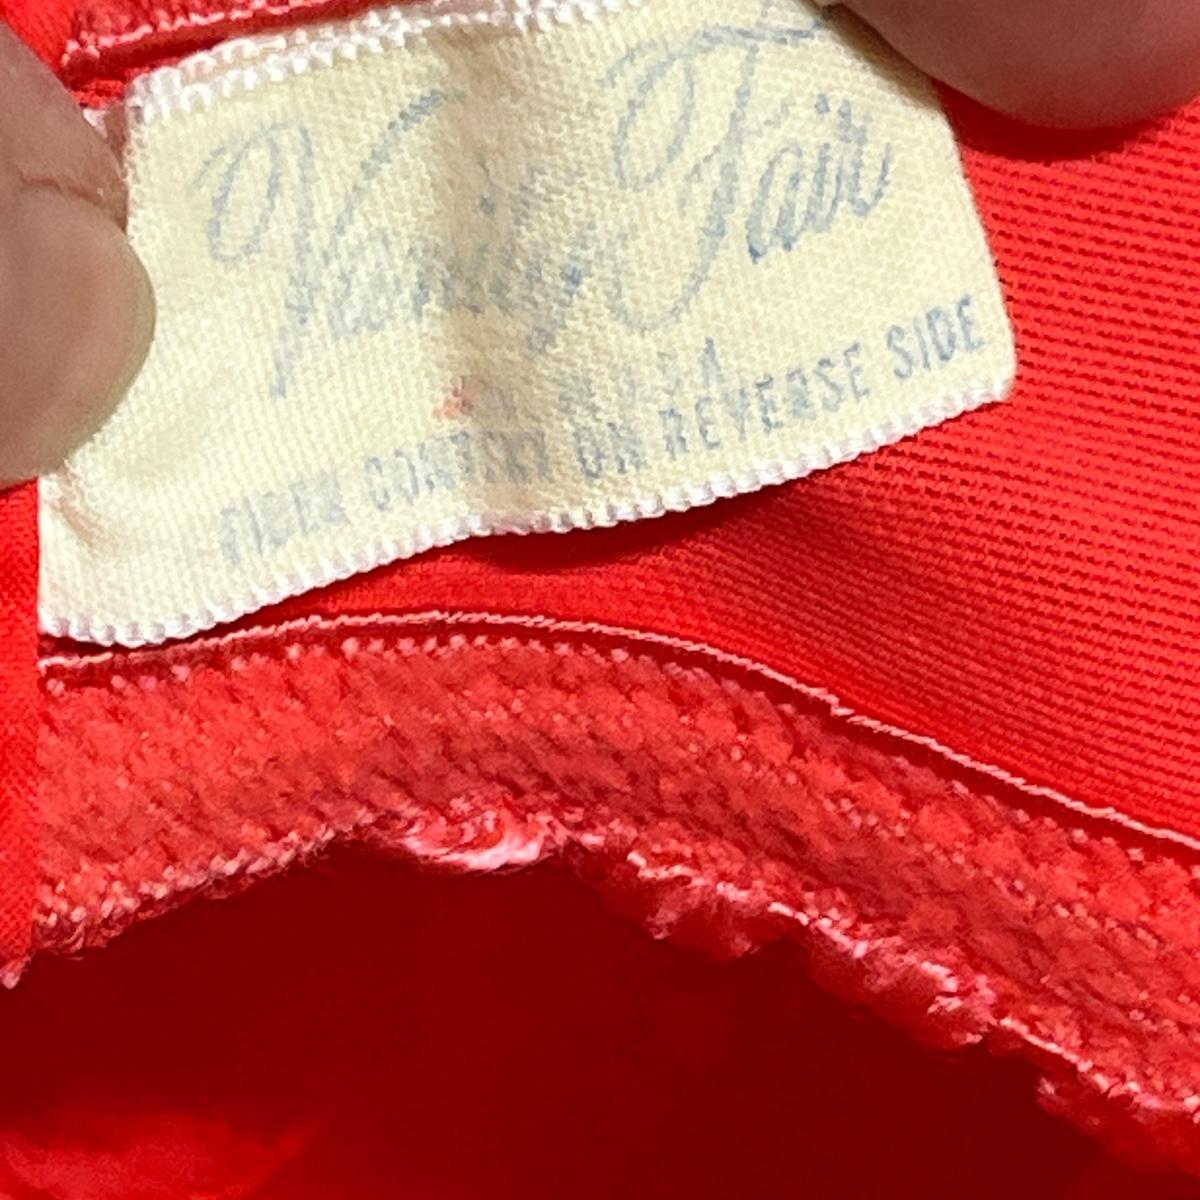 Vanity Fair
U S A
FIBER CONTENT ON REVERSE SIDE